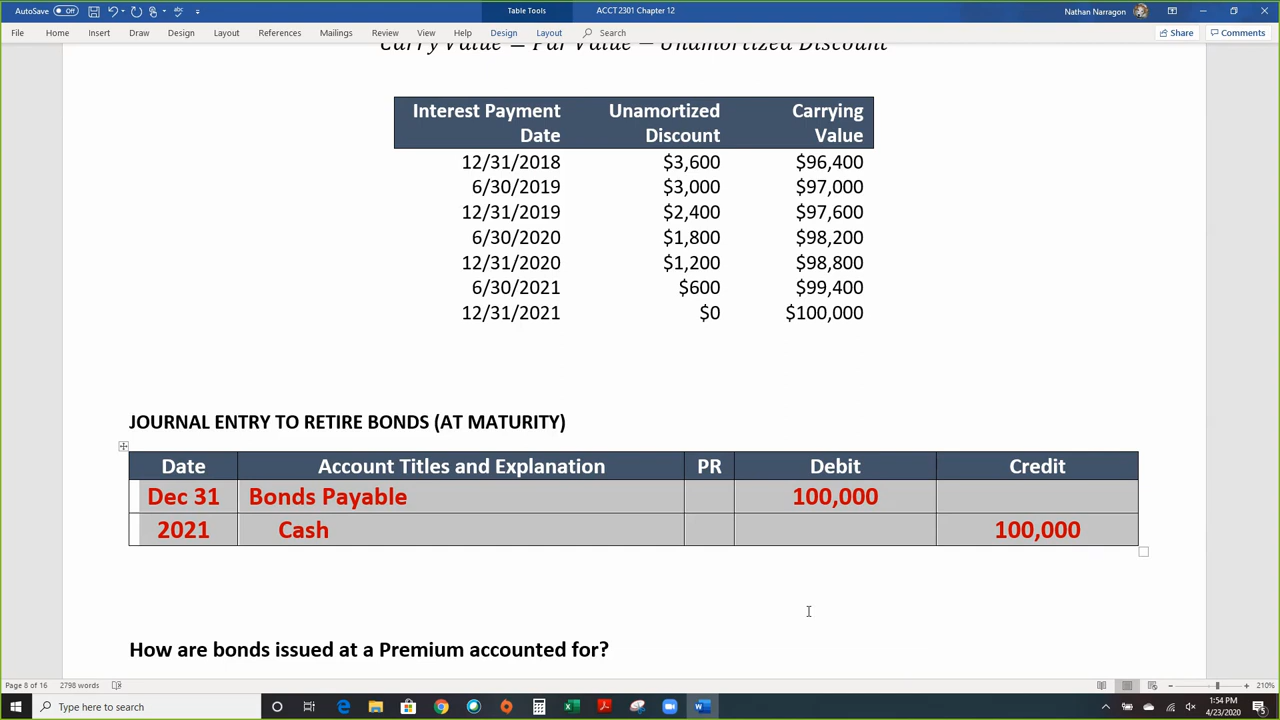 AutoSave Off
Table Tools
ACCT 2301 Chapter 12
Nathan Narragon
File Home Insert Draw Design Layout References Mailings Review View Help Design Layout Search Share Comments
Carry Value = Par Value − Unamortized Discount
Interest Payment Date Unamortized Discount Carrying Value
12/31/2018 $3,600 $96,400
6/30/2019 $3,000 $97,000
12/31/2019 $2,400 $97,600
6/30/2020 $1,800 $98,200
12/31/2020 $1,200 $98,800
6/30/2021 $600 $99,400
12/31/2021 $0 $100,000
JOURNAL ENTRY TO RETIRE BONDS (AT MATURITY)
Date Account Titles and Explanation PR Debit Credit
Dec 31 Bonds Payable 100,000
2021 Cash 100,000
How are bonds issued at a Premium accounted for?
Page 8 of 16 2798 words 210%
Type here to search 1:54 PM
4/23/2020